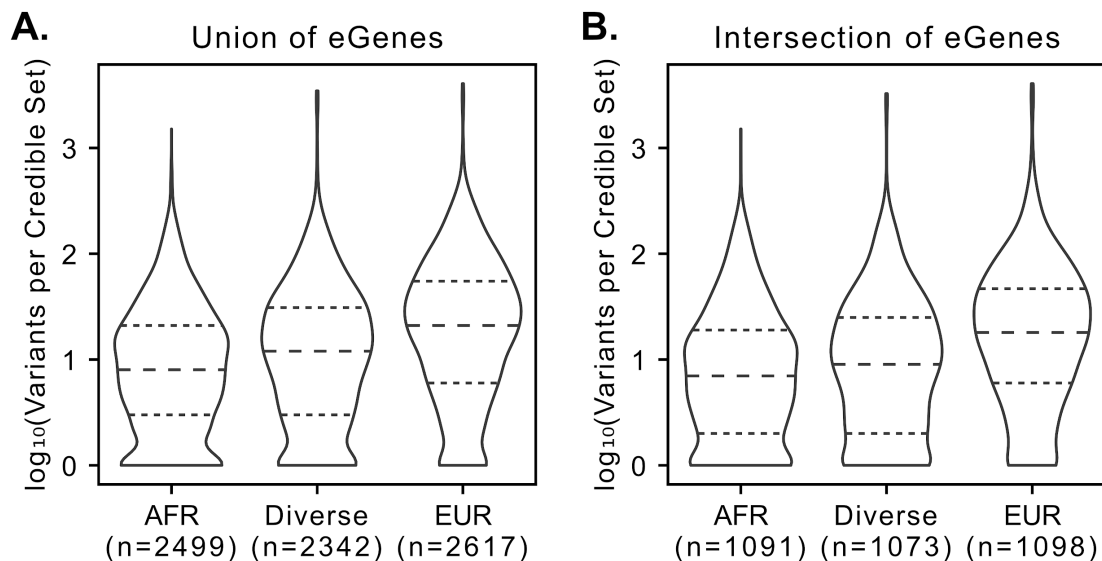 A.
Union of eGenes
log₁₀(Variants per Credible Set)
3
2
1
0
AFR
(n=2499)
Diverse
(n=2342)
EUR
(n=2617)
B.
Intersection of eGenes
log₁₀(Variants per Credible Set)
3
2
1
0
AFR
(n=1091)
Diverse
(n=1073)
EUR
(n=1098)